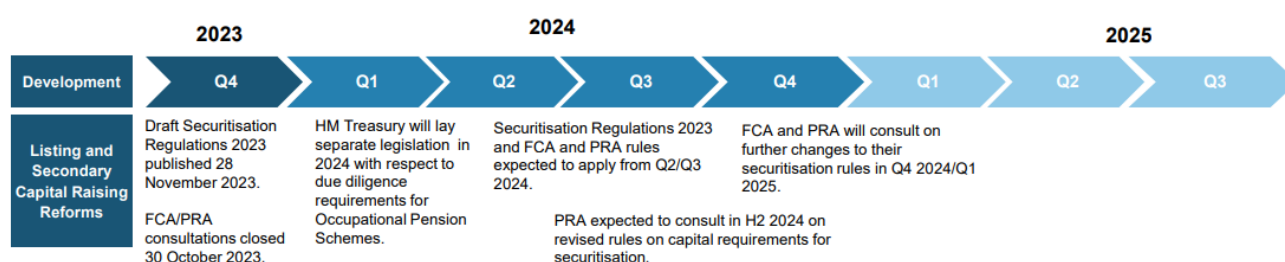 2023
2024
2025
Development
Q4
Q1
Q2
Q3
Q4
Q1
Q2
Q3
Listing and
Secondary
Capital Raising
Reforms
Draft Securitisation
Regulations 2023
published 28
November 2023.
FCA/PRA
consultations closed
30 October 2023.
HM Treasury will lay
separate legislation in
2024 with respect to
due diligence
requirements for
Occupational Pension
Schemes.
Securitisation Regulations 2023
and FCA and PRA rules
expected to apply from Q2/Q3
2024.
PRA expected to consult in H2 2024 on
revised rules on capital requirements for
securitisation.
FCA and PRA will consult on
further changes to their
securitisation rules in Q4 2024/Q1
2025.